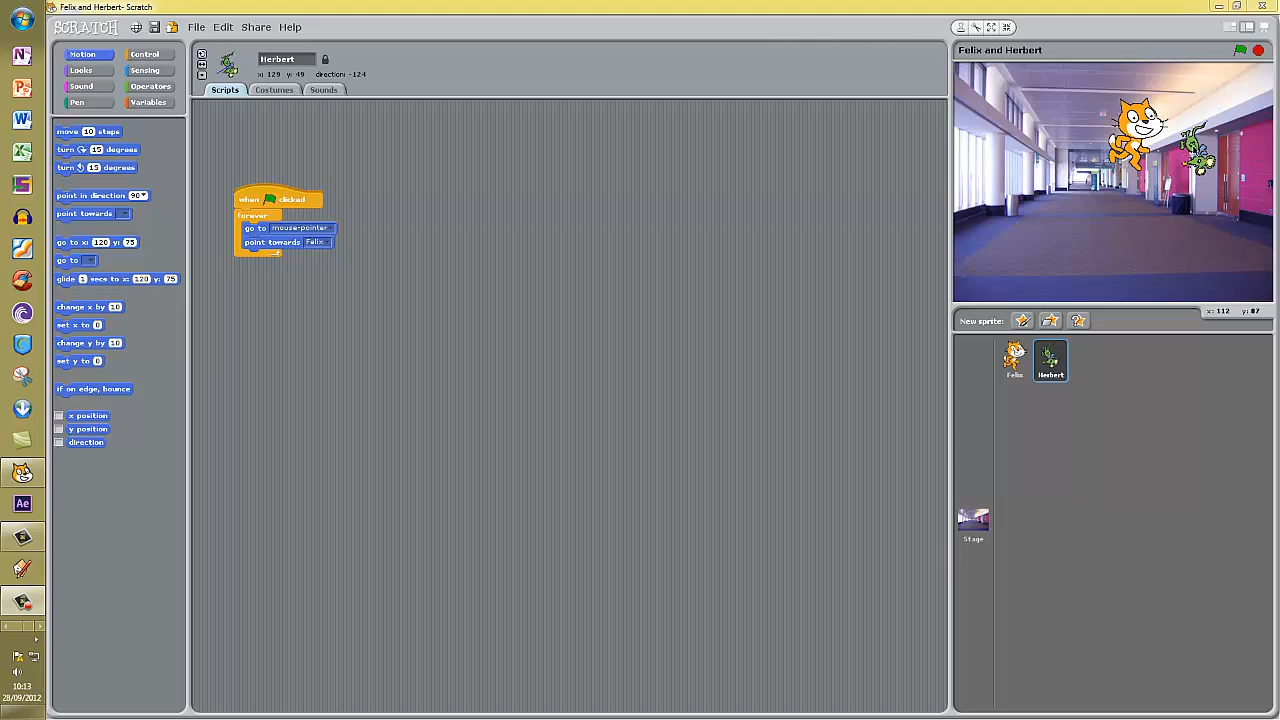 Felix and Herbert- Scratch
SCRATCH File Edit Share Help
Motion Control
Looks Sensing
Sound Operators
Pen Variables
Herbert
x: 129 y: 49 direction: -124
Scripts Costumes Sounds
move 10 steps
turn 15 degrees
turn 15 degrees
point in direction 90
point towards
go to x: 120 y: 75
go to
glide 1 secs to x: 120 y: 75
change x by 10
set x to 0
change y by 10
set y to 0
if on edge, bounce
x position
y position
direction
when clicked
forever
go to mouse-pointer
point towards Felix
Felix and Herbert
x: 112 y: 87
New sprite:
Felix
Herbert
Stage
Ae
10:13
28/09/2012